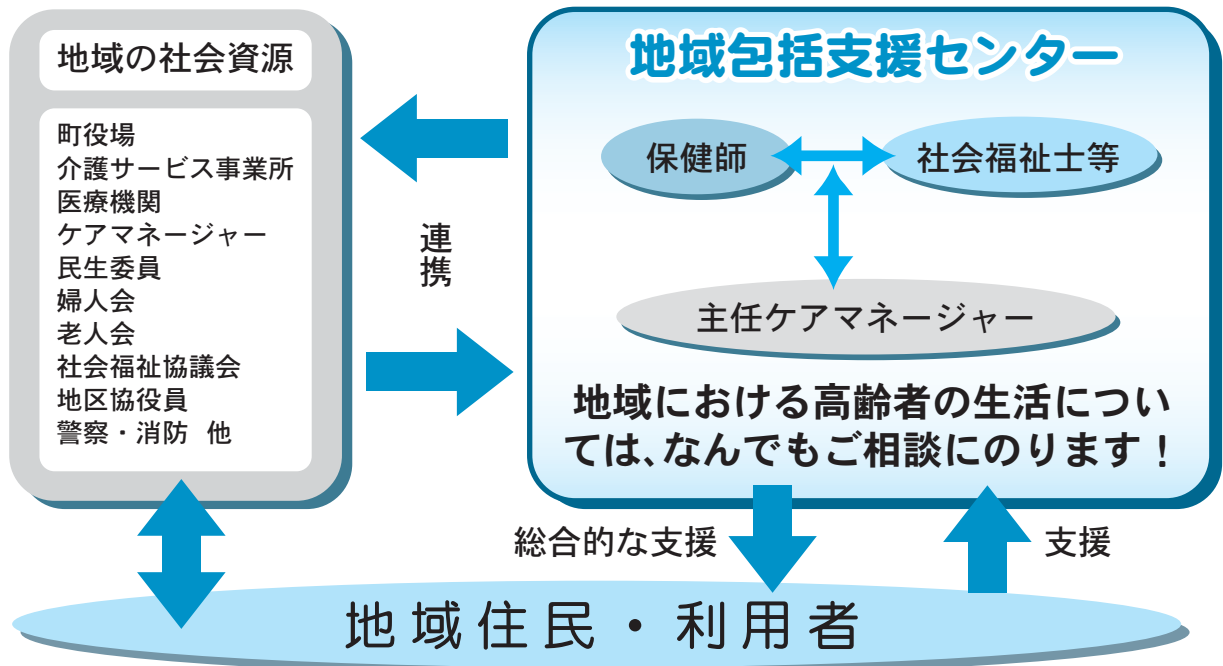 地域の社会資源
町役場
介護サービス事業所
医療機関
ケアマネージャー
民生委員
婦人会
老人会
社会福祉協議会
地区協役員
警察・消防 他
連携
地域包括支援センター
保健師
社会福祉士等
主任ケアマネージャー
地域における高齢者の生活につい
ては、なんでもご相談にのります!
総合的な支援
支援
地域住民・利用者